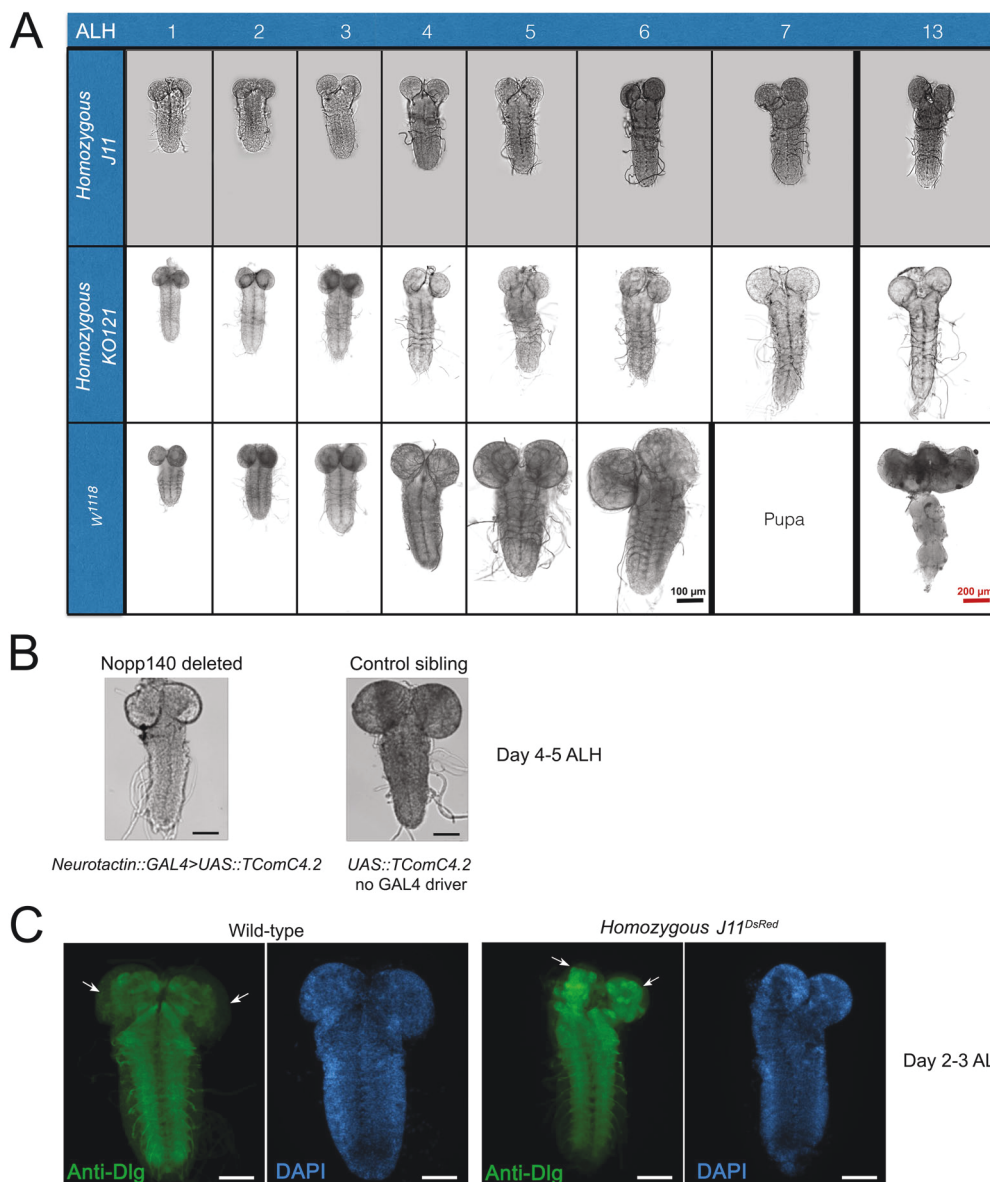 A
ALH 1 2 3 4 5 6 7 13
Homozygous
J11
Homozygous
KO121
W1118
Pupa
100 µm
200 µm
B
Nopp140 deleted
Control sibling
Day 4-5 ALH
Neurotactin::GAL4>UAS::TComC4.2
UAS::TComC4.2
no GAL4 driver
C
Wild-type
Homozygous J11DsRed
Day 2-3 AL
Anti-Dlg
DAPI
Anti-Dlg
DAPI